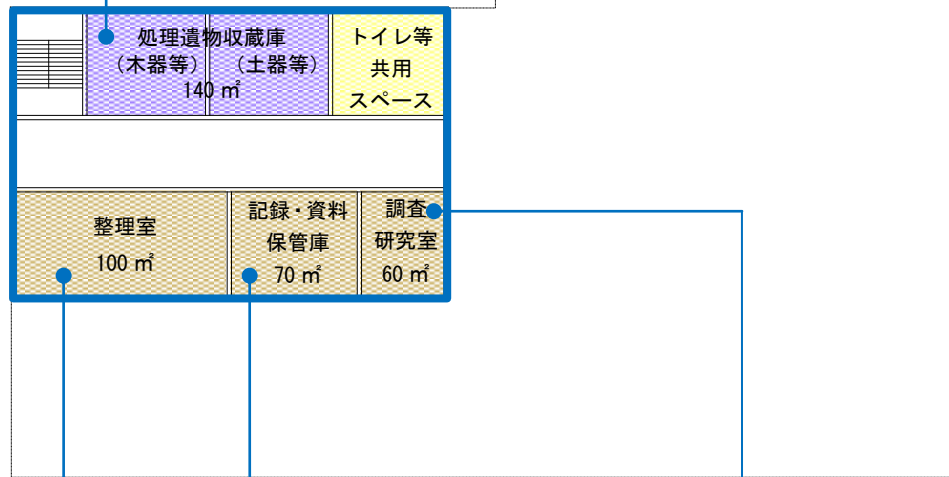 処理遺物収蔵庫
（木器等）　（土器等）
140 ㎡
トイレ等
共用
スペース
整理室
100 ㎡
記録・資料
保管庫
70 ㎡
調査
研究室
60 ㎡